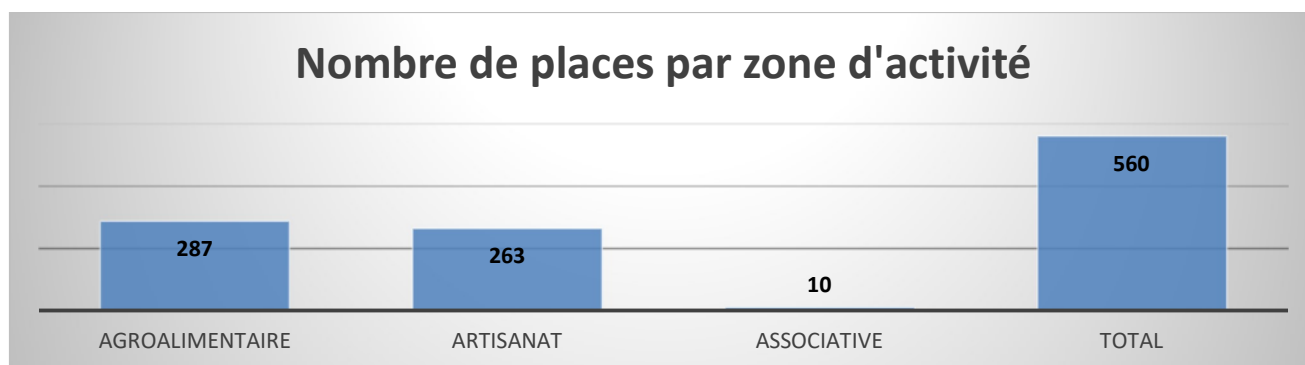 Nombre de places par zone d'activité
560
287
263
10
AGROALIMENTAIRE ARTISANAT ASSOCIATIVE TOTAL